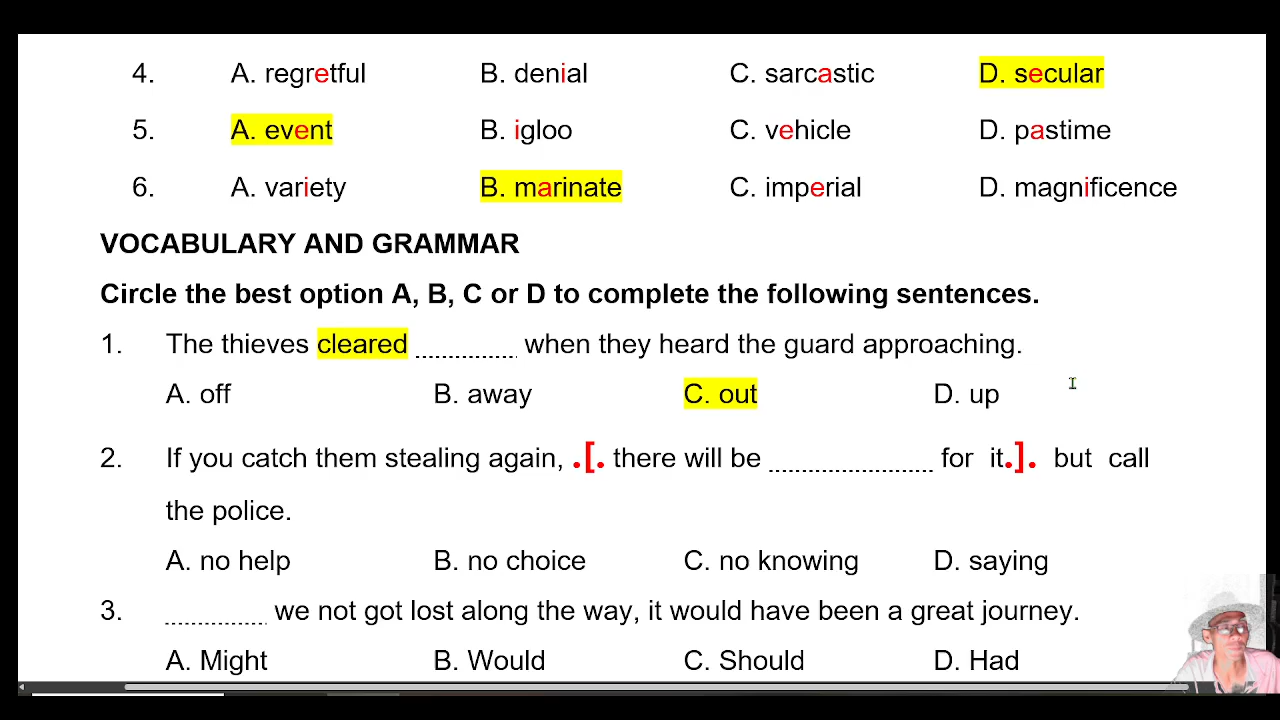 4. A. regretful B. denial C. sarcastic D. secular
5. A. event B. igloo C. vehicle D. pastime
6. A. variety B. marinate C. imperial D. magnificence
VOCABULARY AND GRAMMAR
Circle the best option A, B, C or D to complete the following sentences.
1. The thieves cleared .............. when they heard the guard approaching.
A. off B. away C. out D. up
2. If you catch them stealing again, .[. there will be ...................... for it.]. but call
the police.
A. no help B. no choice C. no knowing D. saying
3. .............. we not got lost along the way, it would have been a great journey.
A. Might B. Would C. Should D. Had